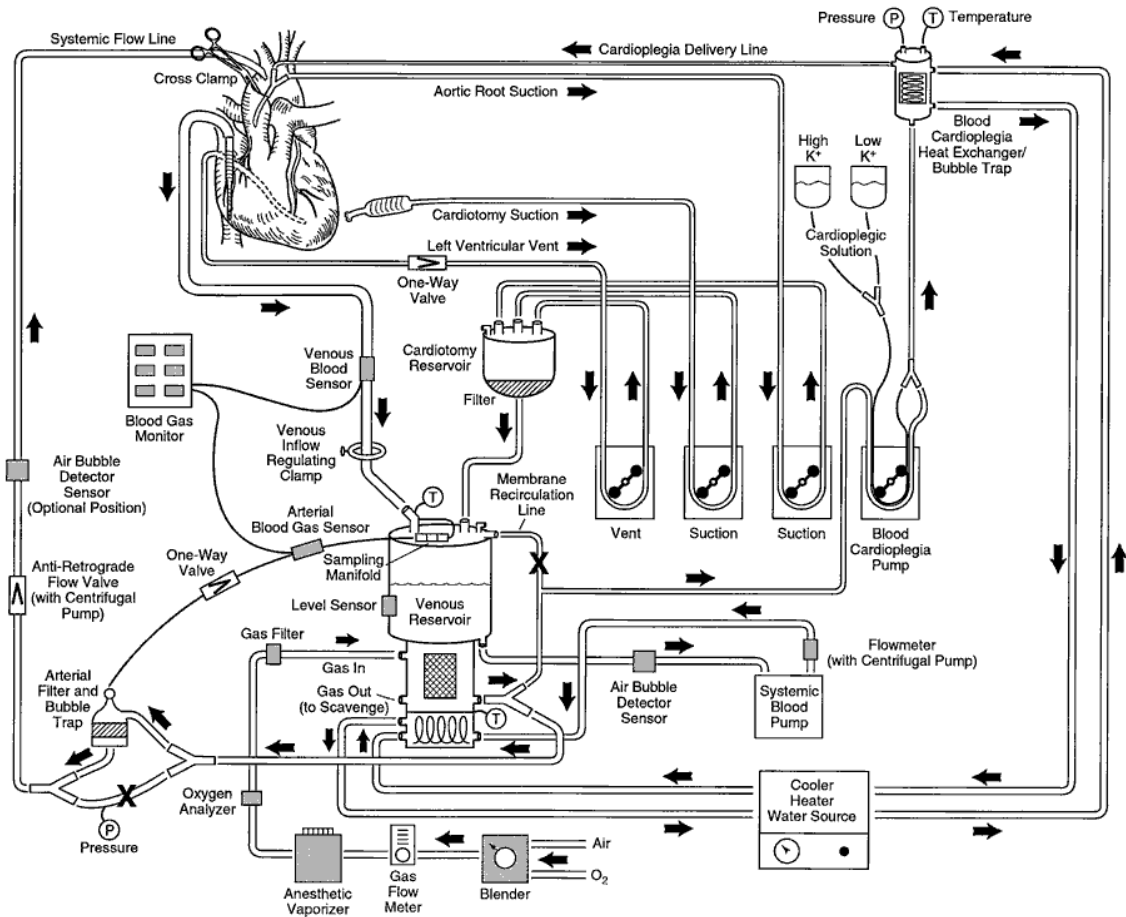 Pressure
P
T
Temperature
Systemic Flow Line
Cardioplegia Delivery Line
Cross Clamp
Aortic Root Suction
Blood
Cardioplegia
Heat Exchanger/
Bubble Trap
High
K+
Low
K+
Cardiotomy Suction
Cardioplegic
Solution
Left Ventricular Vent
One-Way
Valve
Venous
Blood
Sensor
Cardiotomy
Reservoir
Filter
Blood Gas
Monitor
Venous
Inflow
Regulating
Clamp
Air Bubble
Detector
Sensor
(Optional Position)
T
Membrane
Recirculation
Line
Vent
Suction
Suction
Blood
Cardioplegia
Pump
Arterial
Blood Gas Sensor
One-Way
Valve
Sampling
Manifold
X
Anti-Retrograde
Flow Valve
(with Centrifugal
Pump)
Level Sensor
Venous
Reservoir
Gas Filter
Gas In
Flowmeter
(with Centrifugal Pump)
Arterial
Filter and
Bubble
Trap
Gas Out
(to Scavenge)
T
Air Bubble
Detector
Sensor
Systemic
Blood
Pump
X
P
Pressure
Oxygen
Analyzer
Cooler
Heater
Water Source
Air
O2
Anesthetic
Vaporizer
Gas
Flow
Meter
Blender